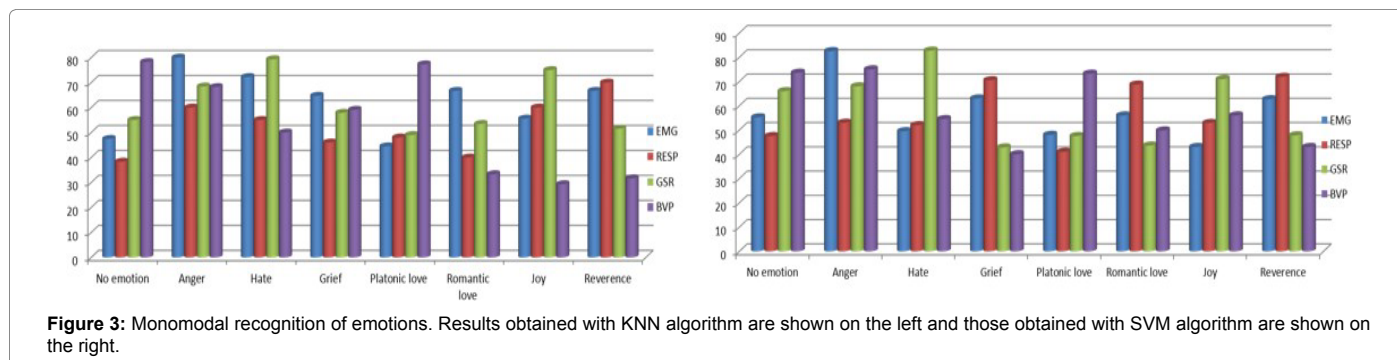 80
70
60
50
40
30
20
10
0
No emotion Anger Hate Grief Platonic love Romantic love Joy Reverence
EMG
RESP
GSR
BVP
90
80
70
60
50
40
30
20
10
0
No emotion Anger Hate Grief Platonic love Romantic love Joy Reverence
EMG
RESP
GSR
BVP
Figure 3: Monomodal recognition of emotions. Results obtained with KNN algorithm are shown on the left and those obtained with SVM algorithm are shown on
the right.